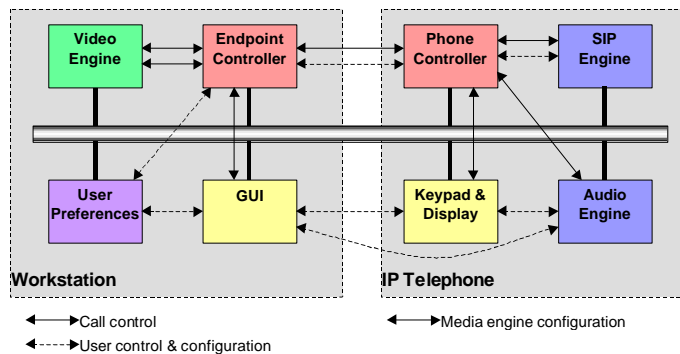 Video
Engine
Endpoint
Controller
Phone
Controller
SIP
Engine
User
Preferences
GUI
Keypad &
Display
Audio
Engine
Workstation
IP Telephone
Call control
Media engine configuration
User control & configuration